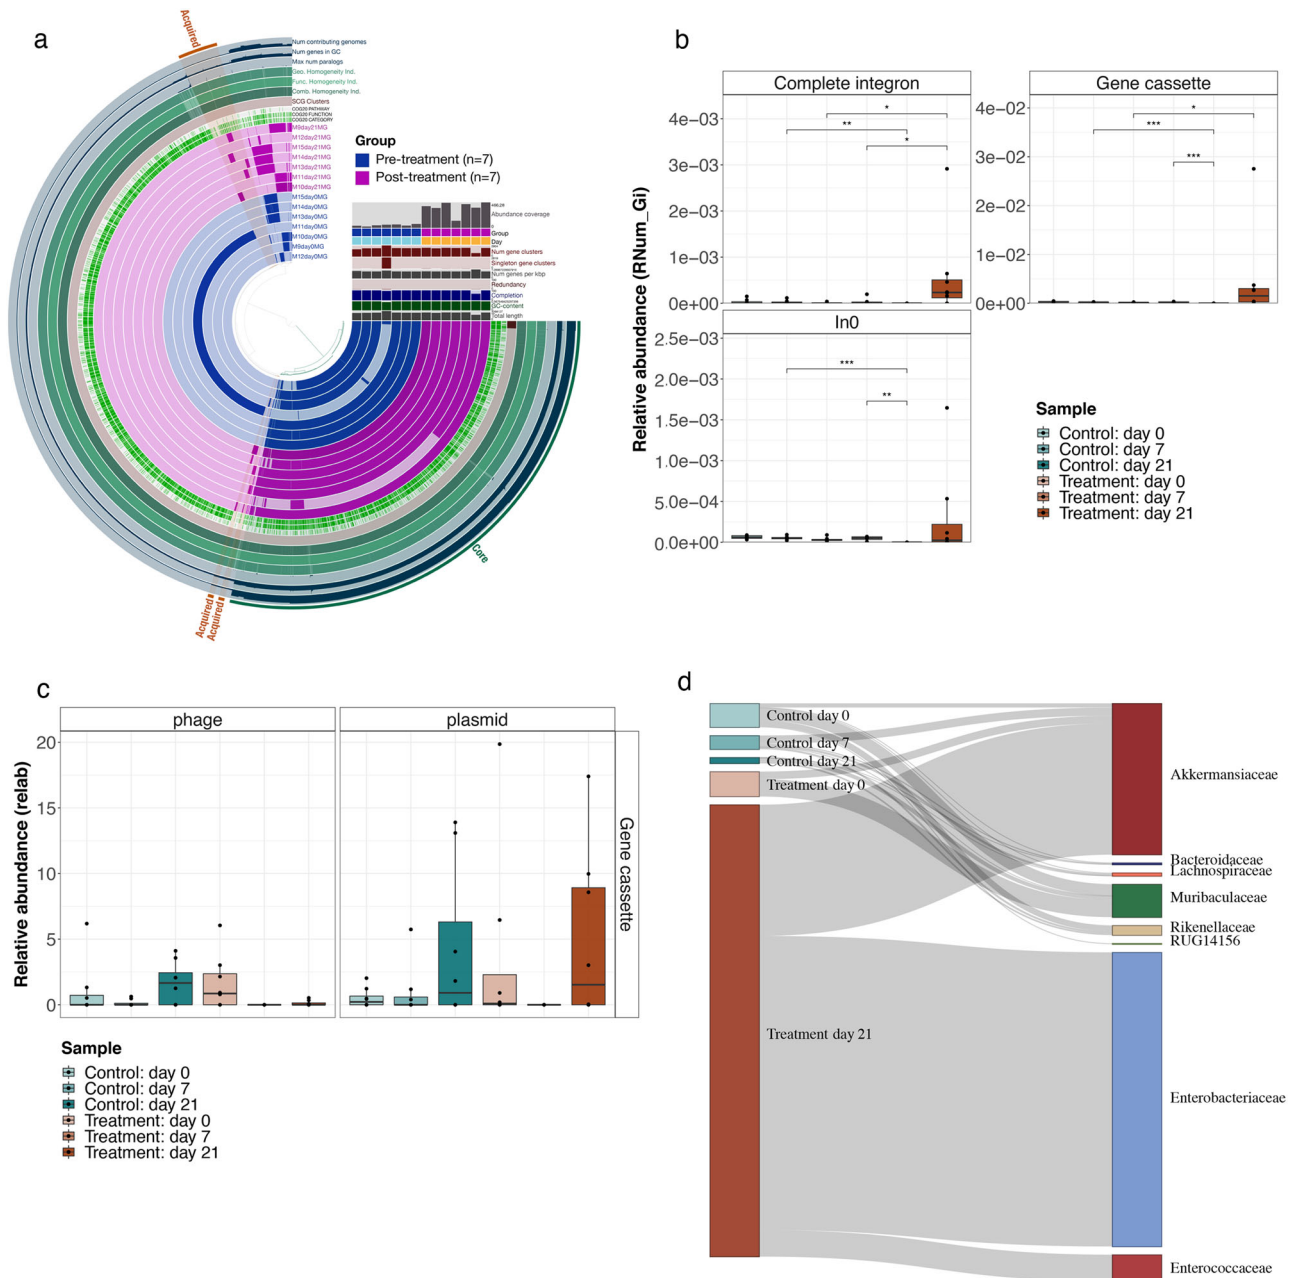 a
Acquired
Num contributing genomes
Num genes in GC
Max num paralogs
Geo. Homogeneity Ind.
Func. Homogeneity Ind.
Comb. Homogeneity Ind.
SCG Clusters
COG20 PATHWAY
COG20 FUNCTION
COG20 CATEGORY
M9day21MG
M12day21MG
M15day21MG
M14day21MG
M13day21MG
M11day21MG
M10day21MG
M15day0MG
M14day0MG
M13day0MG
M11day0MG
M10day0MG
M9day0MG
M12day0MG
Group
Pre-treatment (n=7)
Post-treatment (n=7)
Abundance coverage
Group
Day
Num gene clusters
Singleton gene clusters
Num genes per kbp
Redundancy
Completion
GC-content
Total length
Core
Acquired
Acquired
b
Relative abundance (RNum_Gi)
Complete integron
4e-03
3e-03
2e-03
1e-03
0e+00
*
**
*
Gene cassette
4e-02
3e-02
2e-02
1e-02
0e+00
*
***
***
In0
2.5e-03
2.0e-03
1.5e-03
1.0e-03
5.0e-04
0.0e+00
***
**
Sample
Control: day 0
Control: day 7
Control: day 21
Treatment: day 0
Treatment: day 7
Treatment: day 21
c
Relative abundance (relab)
phage
plasmid
Gene cassette
20
15
10
5
0
Sample
Control: day 0
Control: day 7
Control: day 21
Treatment: day 0
Treatment: day 7
Treatment: day 21
d
Control day 0
Control day 7
Control day 21
Treatment day 0
Treatment day 21
Akkermansiaceae
Bacteroidaceae
Lachnospiraceae
Muribaculaceae
Rikenellaceae
RUG14156
Enterobacteriaceae
Enterococcaceae